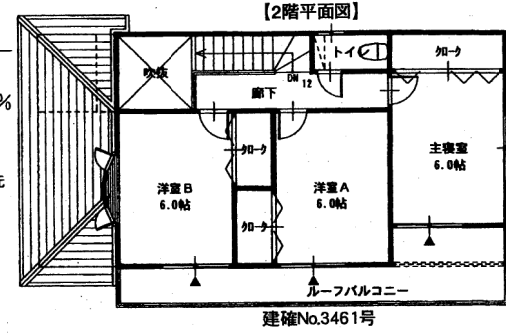 【2階平面図】
%
吹抜
トイレ
クローク
DN
12
廊下
クローク
主寝室
6.0帖
洋室B
6.0帖
洋室A
6.0帖
クローク
ルーフバルコニー
建確No.3461号